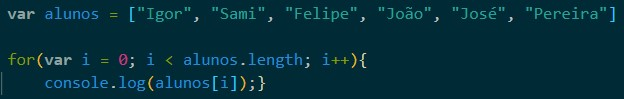 var alunos = ["Igor", "Sami", "Felipe", "João", "José", "Pereira"]
for(var i = 0; i < alunos.length; i++){
console.log(alunos[i]);}